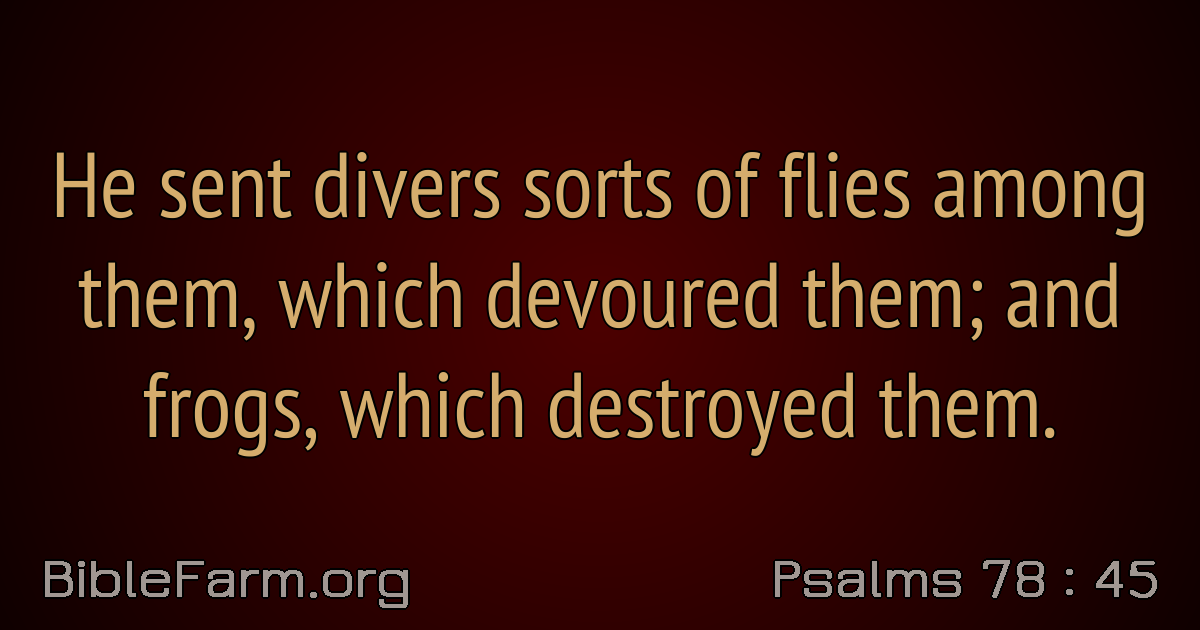 He sent divers sorts of flies among
them, which devoured them; and
frogs, which destroyed them.
BibleFarm.org
Psalms 78 : 45